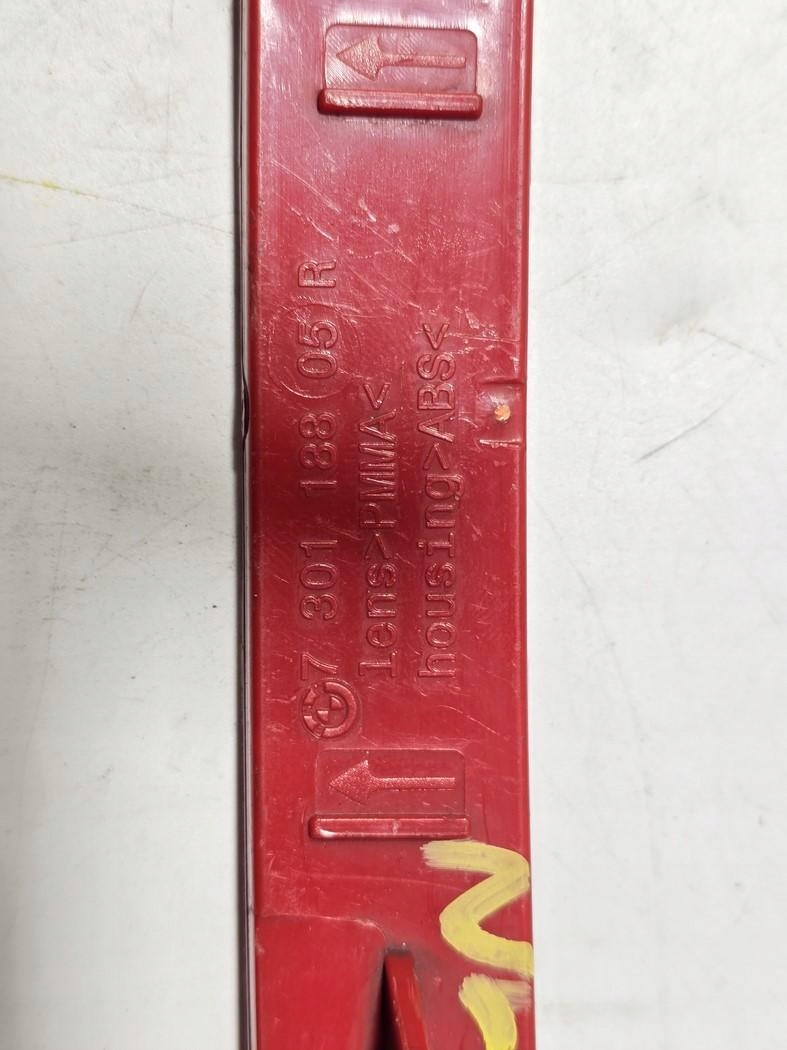 7 301 188 05 R
lens>PMMA<
housing>ABS<